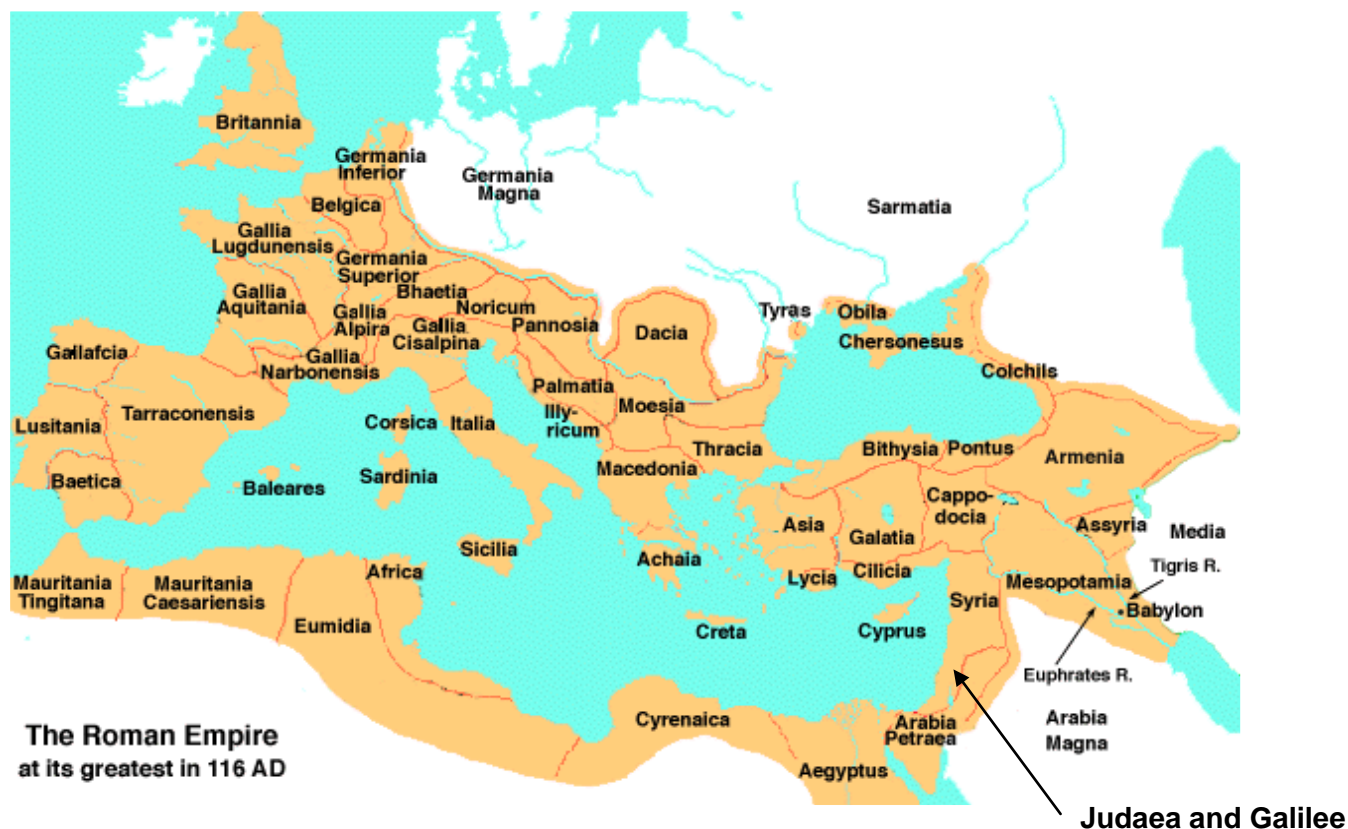 Britannia
Germania
Inferior
Germania
Magna
Belgica
Sarmatia
Gallia
Lugdunensis
Germania
Superior
Bhaetia
Gallia
Aquitania
Noricum
Gallia
Alpira
Gallia
Cisalpina
Pannosia
Dacia
Tyras
Obila
Chersonesus
Gallafcia
Gallia
Narbonensis
Colchils
Palmatia
Moesia
Lusitania
Tarraconensis
Corsica
Italia
Illy-
ricum
Thracia
Bithysia
Pontus
Armenia
Baetica
Baleares
Sardinia
Macedonia
Cappo-
docia
Asia
Galatia
Assyria
Media
Sicilia
Achaia
Africa
Lycia
Cilicia
Mesopotamia
Tigris R.
Mauritania
Tingitana
Mauritania
Caesariensis
Syria
Babylon
Eumidia
Creta
Cyprus
Euphrates R.
Cyrenaica
Arabia
Petraea
Arabia
Magna
The Roman Empire
at its greatest in 116 AD
Aegyptus
Judaea and Galilee